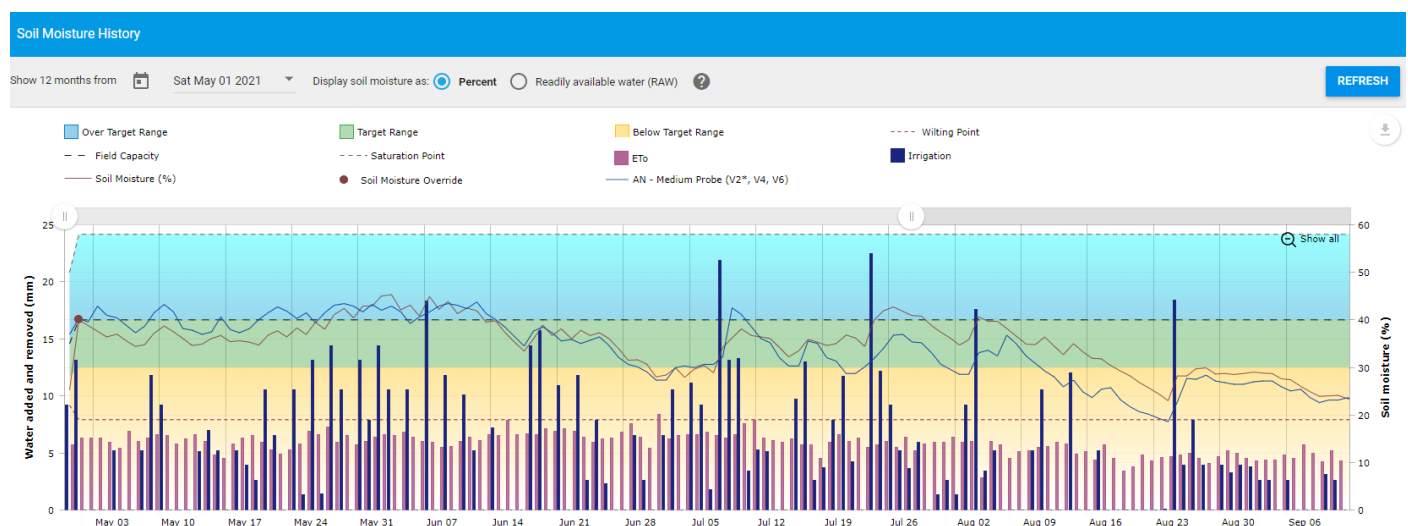 Soil Moisture History
Show 12 months from Sat May 01 2021 Display soil moisture as: Percent Readily available water (RAW) ? REFRESH
Over Target Range Target Range Below Target Range Wilting Point
Field Capacity Saturation Point ETo Irrigation
Soil Moisture (%) Soil Moisture Override AN - Medium Probe (V2*, V4, V6)
Show all
Water added and removed (mm)
25
20
15
10
5
0
Soil moisture (%)
60
50
40
30
20
10
0
May 03 May 10 May 17 May 24 May 31 Jun 07 Jun 14 Jun 21 Jun 28 Jul 05 Jul 12 Jul 19 Jul 26 Aug 02 Aug 09 Aug 16 Aug 23 Aug 30 Sep 06